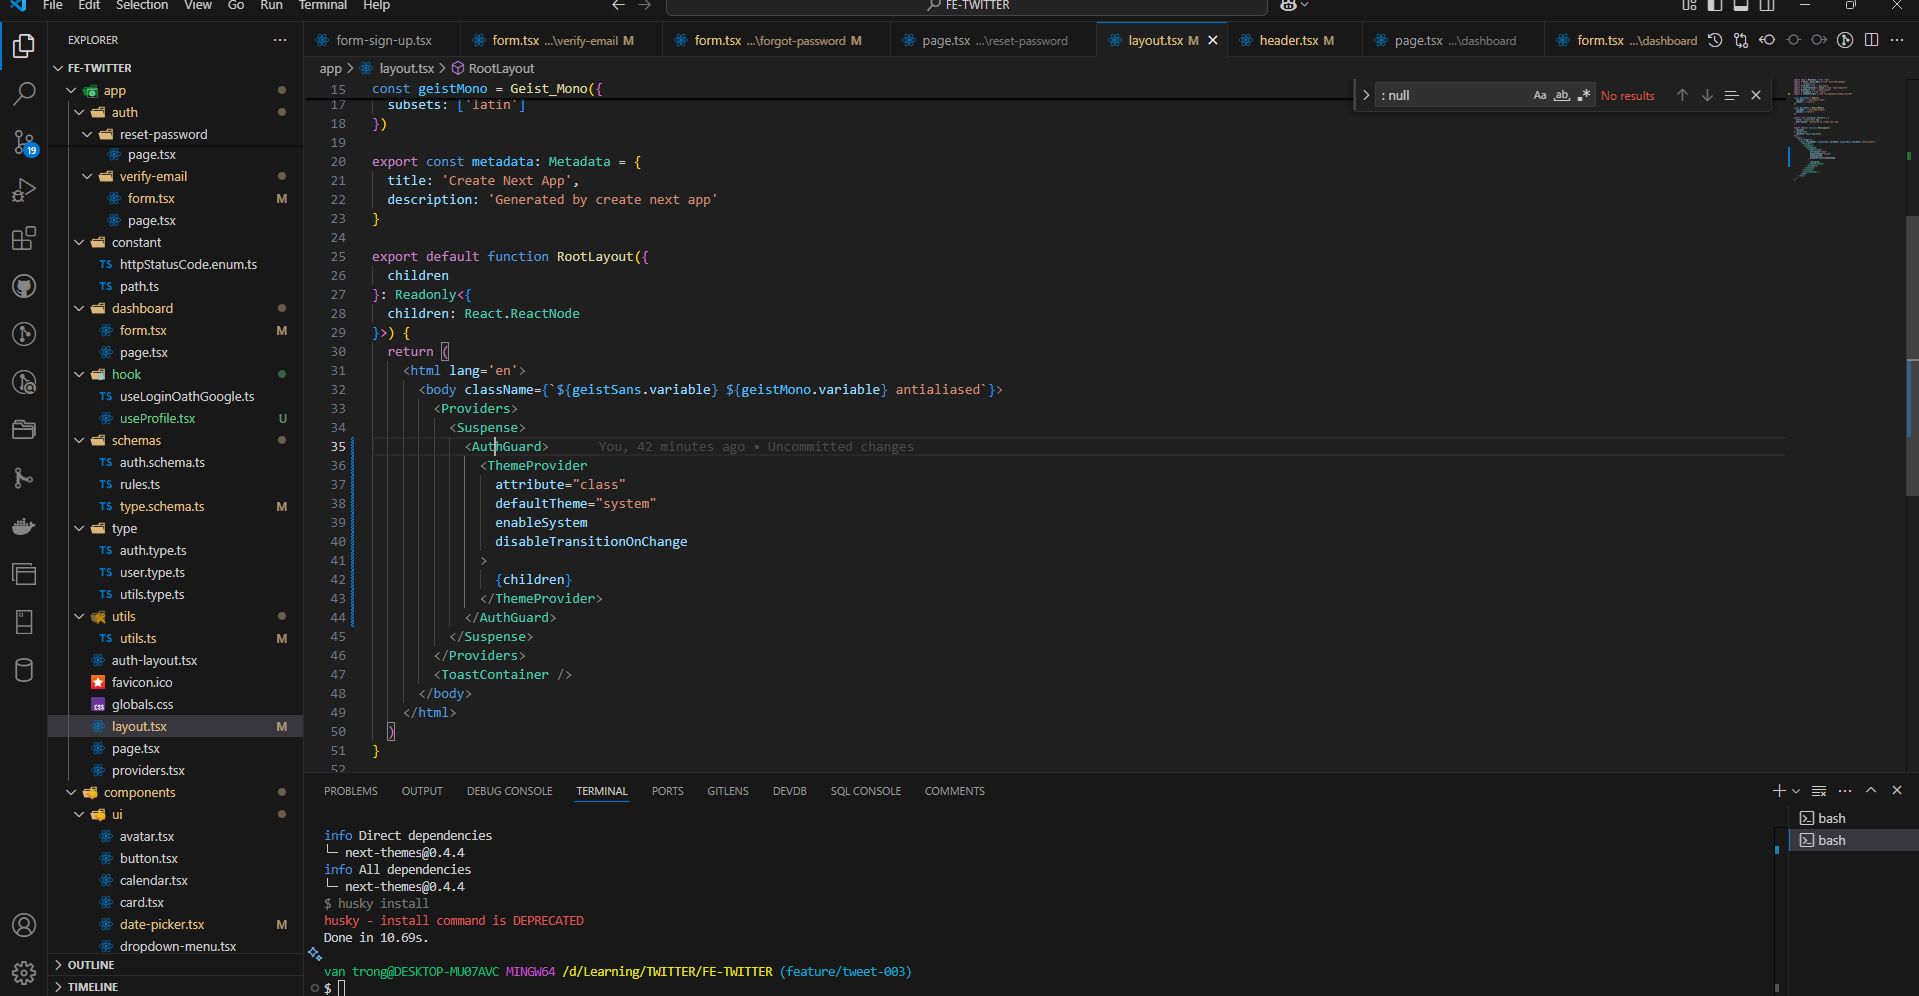 File Edit Selection View Go Run Terminal Help
FE-TWITTER
EXPLORER
FE-TWITTER
app
auth
reset-password
page.tsx
verify-email
form.tsx M
page.tsx
constant
TS httpStatusCode.enum.ts
TS path.ts
dashboard
form.tsx M
page.tsx
hook
TS useLoginOathGoogle.ts
useProfile.tsx U
schemas
TS auth.schema.ts
TS rules.ts
TS type.schema.ts M
type
TS auth.type.ts
TS user.type.ts
TS utils.type.ts
utils
TS utils.ts M
auth-layout.tsx
favicon.ico
globals.css
layout.tsx M
page.tsx
providers.tsx
components
ui
avatar.tsx
button.tsx
calendar.tsx
card.tsx
date-picker.tsx M
dropdown-menu.tsx
OUTLINE
TIMELINE
19
form-sign-up.tsx
form.tsx ...\verify-email M
form.tsx ...\forgot-password M
page.tsx ...\reset-password
layout.tsx M
header.tsx M
page.tsx ...\dashboard
form.tsx ...\dashboard
app > layout.tsx > RootLayout
: null Aa ab .* No results
15 const geistMono = Geist_Mono({
17 subsets: ['latin']
18 })
19
20 export const metadata: Metadata = {
21 title: 'Create Next App',
22 description: 'Generated by create next app'
23 }
24
25 export default function RootLayout({
26 children
27 }: Readonly<{
28 children: React.ReactNode
29 }>) {
30 return (
31 <html lang='en'>
32 <body className={`${geistSans.variable} ${geistMono.variable} antialiased`}>
33 <Providers>
34 <Suspense>
35 <AuthGuard> You, 42 minutes ago • Uncommitted changes
36 <ThemeProvider
37 attribute="class"
38 defaultTheme="system"
39 enableSystem
40 disableTransitionOnChange
41 >
42 {children}
43 </ThemeProvider>
44 </AuthGuard>
45 </Suspense>
46 </Providers>
47 <ToastContainer />
48 </body>
49 </html>
50 )
51 }
52
PROBLEMS OUTPUT DEBUG CONSOLE TERMINAL PORTS GITLENS DEVDB SQL CONSOLE COMMENTS
info Direct dependencies
└─ next-themes@0.4.4
info All dependencies
└─ next-themes@0.4.4
$ husky install
husky - install command is DEPRECATED
Done in 10.69s.
van trong@DESKTOP-MU07AVC MINGW64 /d/Learning/TWITTER/FE-TWITTER (feature/tweet-003)
$
bash
bash